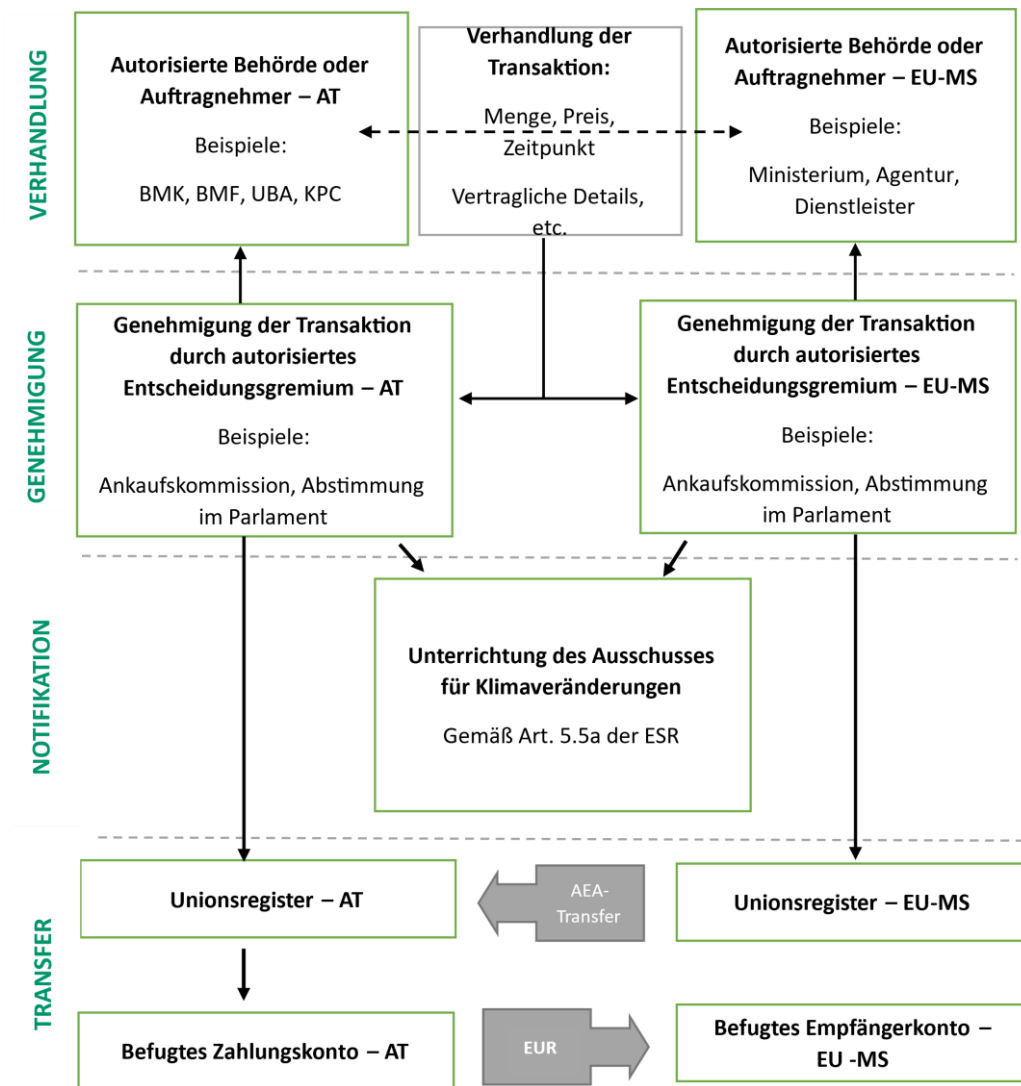 VERHANDLUNG
Autorisierte Behörde oder
Auftragnehmer – AT
Beispiele:
BMK, BMF, UBA, KPC
Verhandlung der
Transaktion:
Menge, Preis,
Zeitpunkt
Vertragliche Details,
etc.
Autorisierte Behörde oder
Auftragnehmer – EU-MS
Beispiele:
Ministerium, Agentur,
Dienstleister
GENEHMIGUNG
Genehmigung der Transaktion
durch autorisiertes
Entscheidungsgremium – AT
Beispiele:
Ankaufskommission, Abstimmung
im Parlament
Genehmigung der Transaktion
durch autorisiertes
Entscheidungsgremium – EU-MS
Beispiele:
Ankaufskommission, Abstimmung
im Parlament
NOTIFIKATION
Unterrichtung des Ausschusses
für Klimaveränderungen
Gemäß Art. 5.5a der ESR
TRANSFER
Unionsregister – AT
AEA-
Transfer
Unionsregister – EU-MS
Befugtes Zahlungskonto – AT
EUR
Befugtes Empfängerkonto –
EU -MS